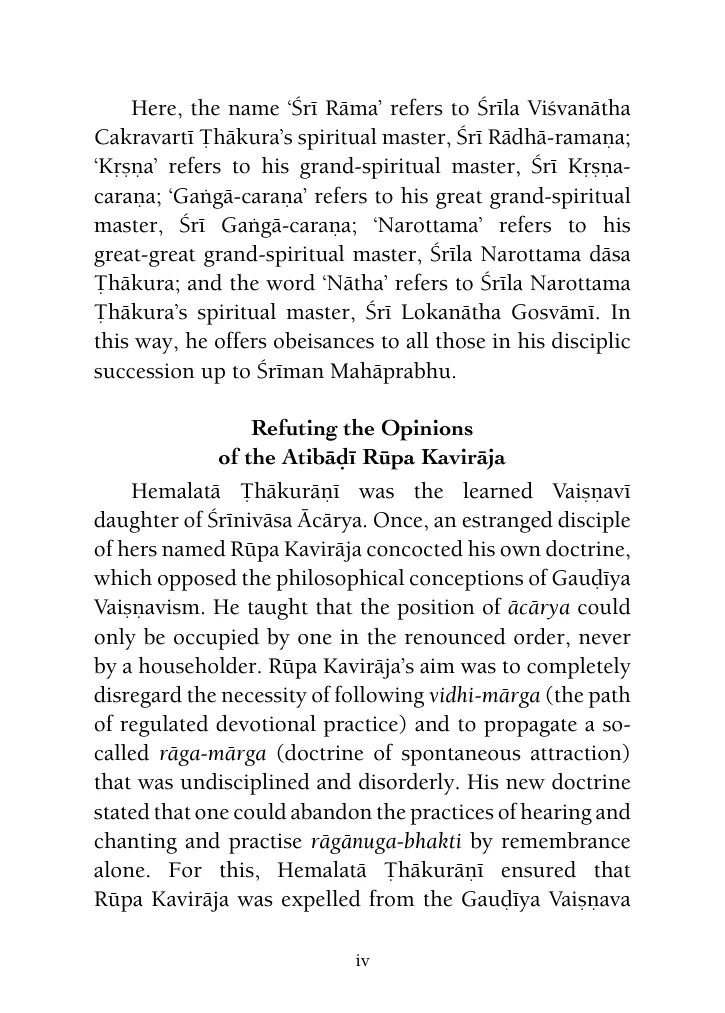 Here, the name ‘Śrī Rāma’ refers to Śrīla Viśvanātha
Cakravartī Ṭhākura’s spiritual master, Śrī Rādhā-ramaṇa;
‘Kṛṣṇa’ refers to his grand-spiritual master, Śrī Kṛṣṇa-
caraṇa; ‘Gaṅgā-caraṇa’ refers to his great grand-spiritual
master, Śrī Gaṅgā-caraṇa; ‘Narottama’ refers to his
great-great grand-spiritual master, Śrīla Narottama dāsa
Ṭhākura; and the word ‘Nātha’ refers to Śrīla Narottama
Ṭhākura’s spiritual master, Śrī Lokanātha Gosvāmī. In
this way, he offers obeisances to all those in his disciplic
succession up to Śrīman Mahāprabhu.
Refuting the Opinions
of the Atibāḍī Rūpa Kavirāja
Hemalatā Ṭhākurāṇī was the learned Vaiṣṇavī
daughter of Śrīnivāsa Ācārya. Once, an estranged disciple
of hers named Rūpa Kavirāja concocted his own doctrine,
which opposed the philosophical conceptions of Gauḍīya
Vaiṣṇavism. He taught that the position of ācārya could
only be occupied by one in the renounced order, never
by a householder. Rūpa Kavirāja’s aim was to completely
disregard the necessity of following vidhi-mārga (the path
of regulated devotional practice) and to propagate a so-
called rāga-mārga (doctrine of spontaneous attraction)
that was undisciplined and disorderly. His new doctrine
stated that one could abandon the practices of hearing and
chanting and practise rāgānuga-bhakti by remembrance
alone. For this, Hemalatā Ṭhākurāṇī ensured that
Rūpa Kavirāja was expelled from the Gauḍīya Vaiṣṇava
iv